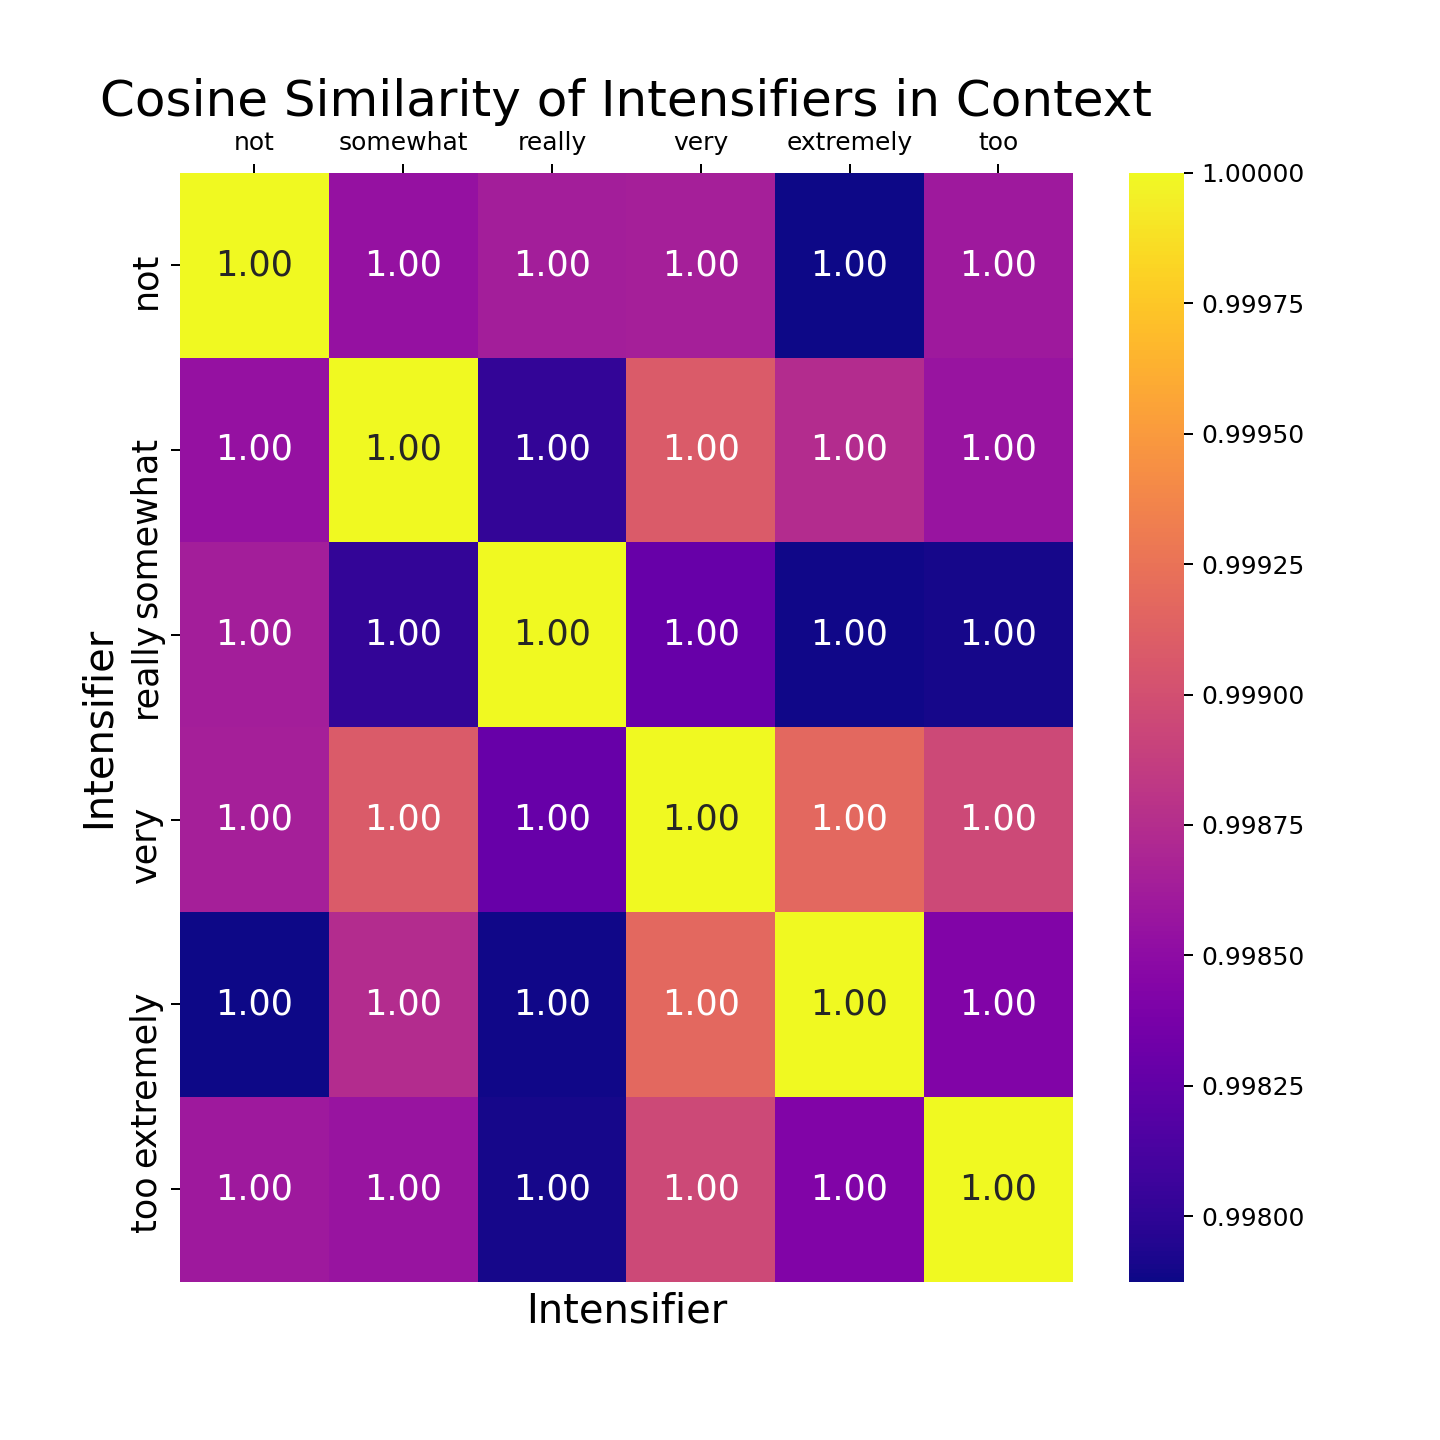 Cosine Similarity of Intensifiers in Context
not somewhat really very extremely too
not 1.00 1.00 1.00 1.00 1.00 1.00
somewhat 1.00 1.00 1.00 1.00 1.00 1.00
really 1.00 1.00 1.00 1.00 1.00 1.00
very 1.00 1.00 1.00 1.00 1.00 1.00
extremely 1.00 1.00 1.00 1.00 1.00 1.00
too 1.00 1.00 1.00 1.00 1.00 1.00
Intensifier
Intensifier
1.00000
0.99975
0.99950
0.99925
0.99900
0.99875
0.99850
0.99825
0.99800